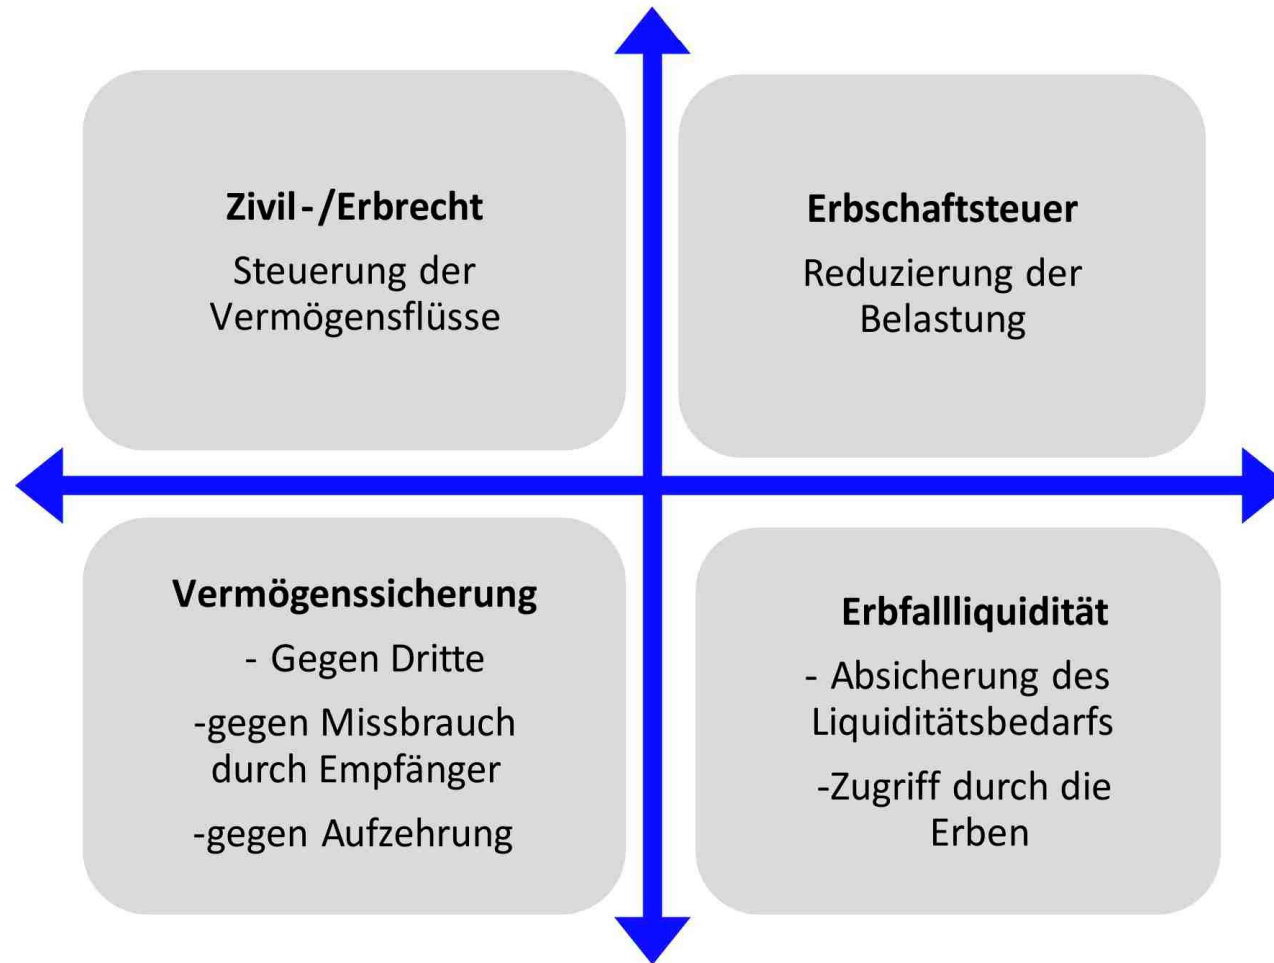 Zivil-/Erbrecht
Steuerung der
Vermögensflüsse
Erbschaftsteuer
Reduzierung der
Belastung
Vermögenssicherung
- Gegen Dritte
-gegen Missbrauch
durch Empfänger
-gegen Aufzehrung
Erbfallliquidität
- Absicherung des
Liquiditätsbedarfs
-Zugriff durch die
Erben